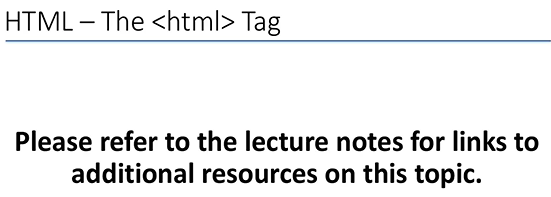 HTML – The <html> Tag
Please refer to the lecture notes for links to
additional resources on this topic.